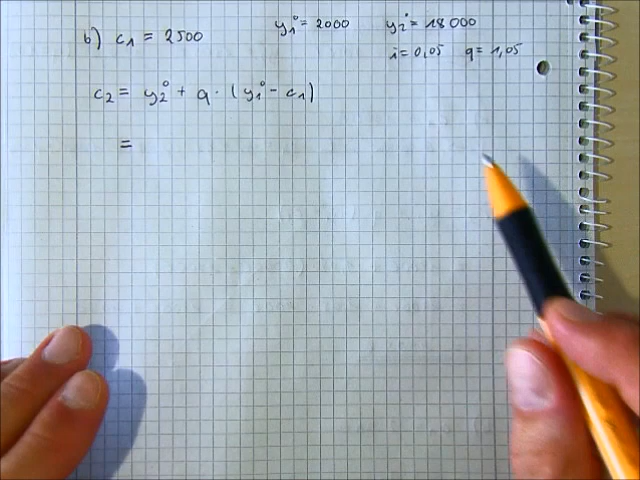 b) c₁ = 2500 y₁° = 2000 y₂° = 18000
i = 0,05 q = 1,05
c₂ = y₂° + q · (y₁° - c₁)
=